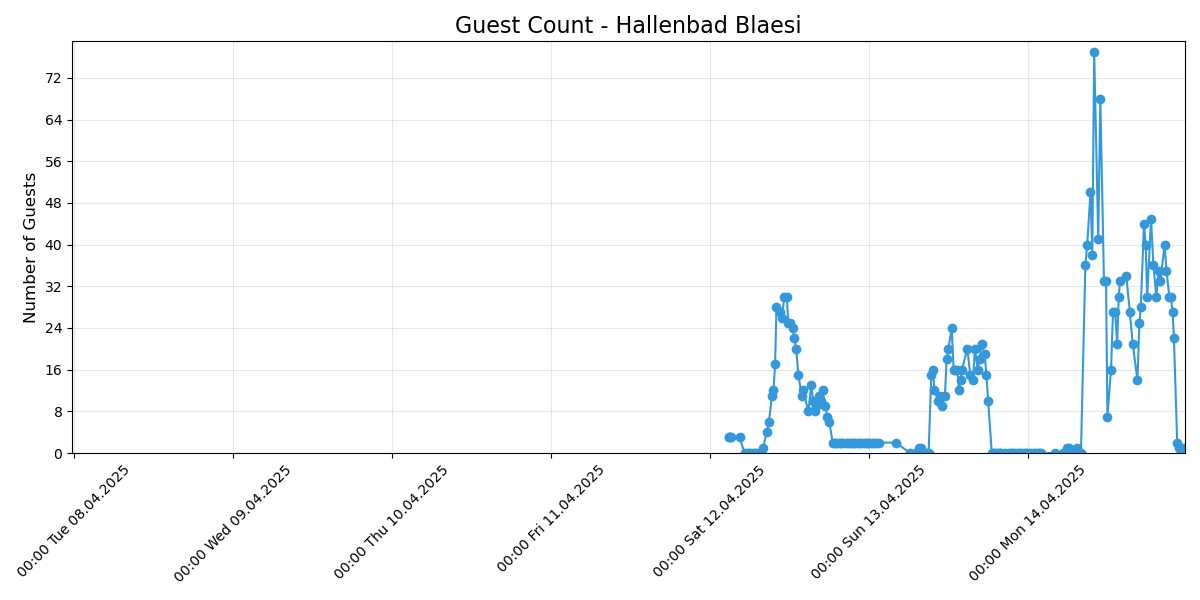 Guest Count - Hallenbad Blaesi
Number of Guests
72
64
56
48
40
32
24
16
8
0
00:00 Tue 08.04.2025
00:00 Wed 09.04.2025
00:00 Thu 10.04.2025
00:00 Fri 11.04.2025
00:00 Sat 12.04.2025
00:00 Sun 13.04.2025
00:00 Mon 14.04.2025